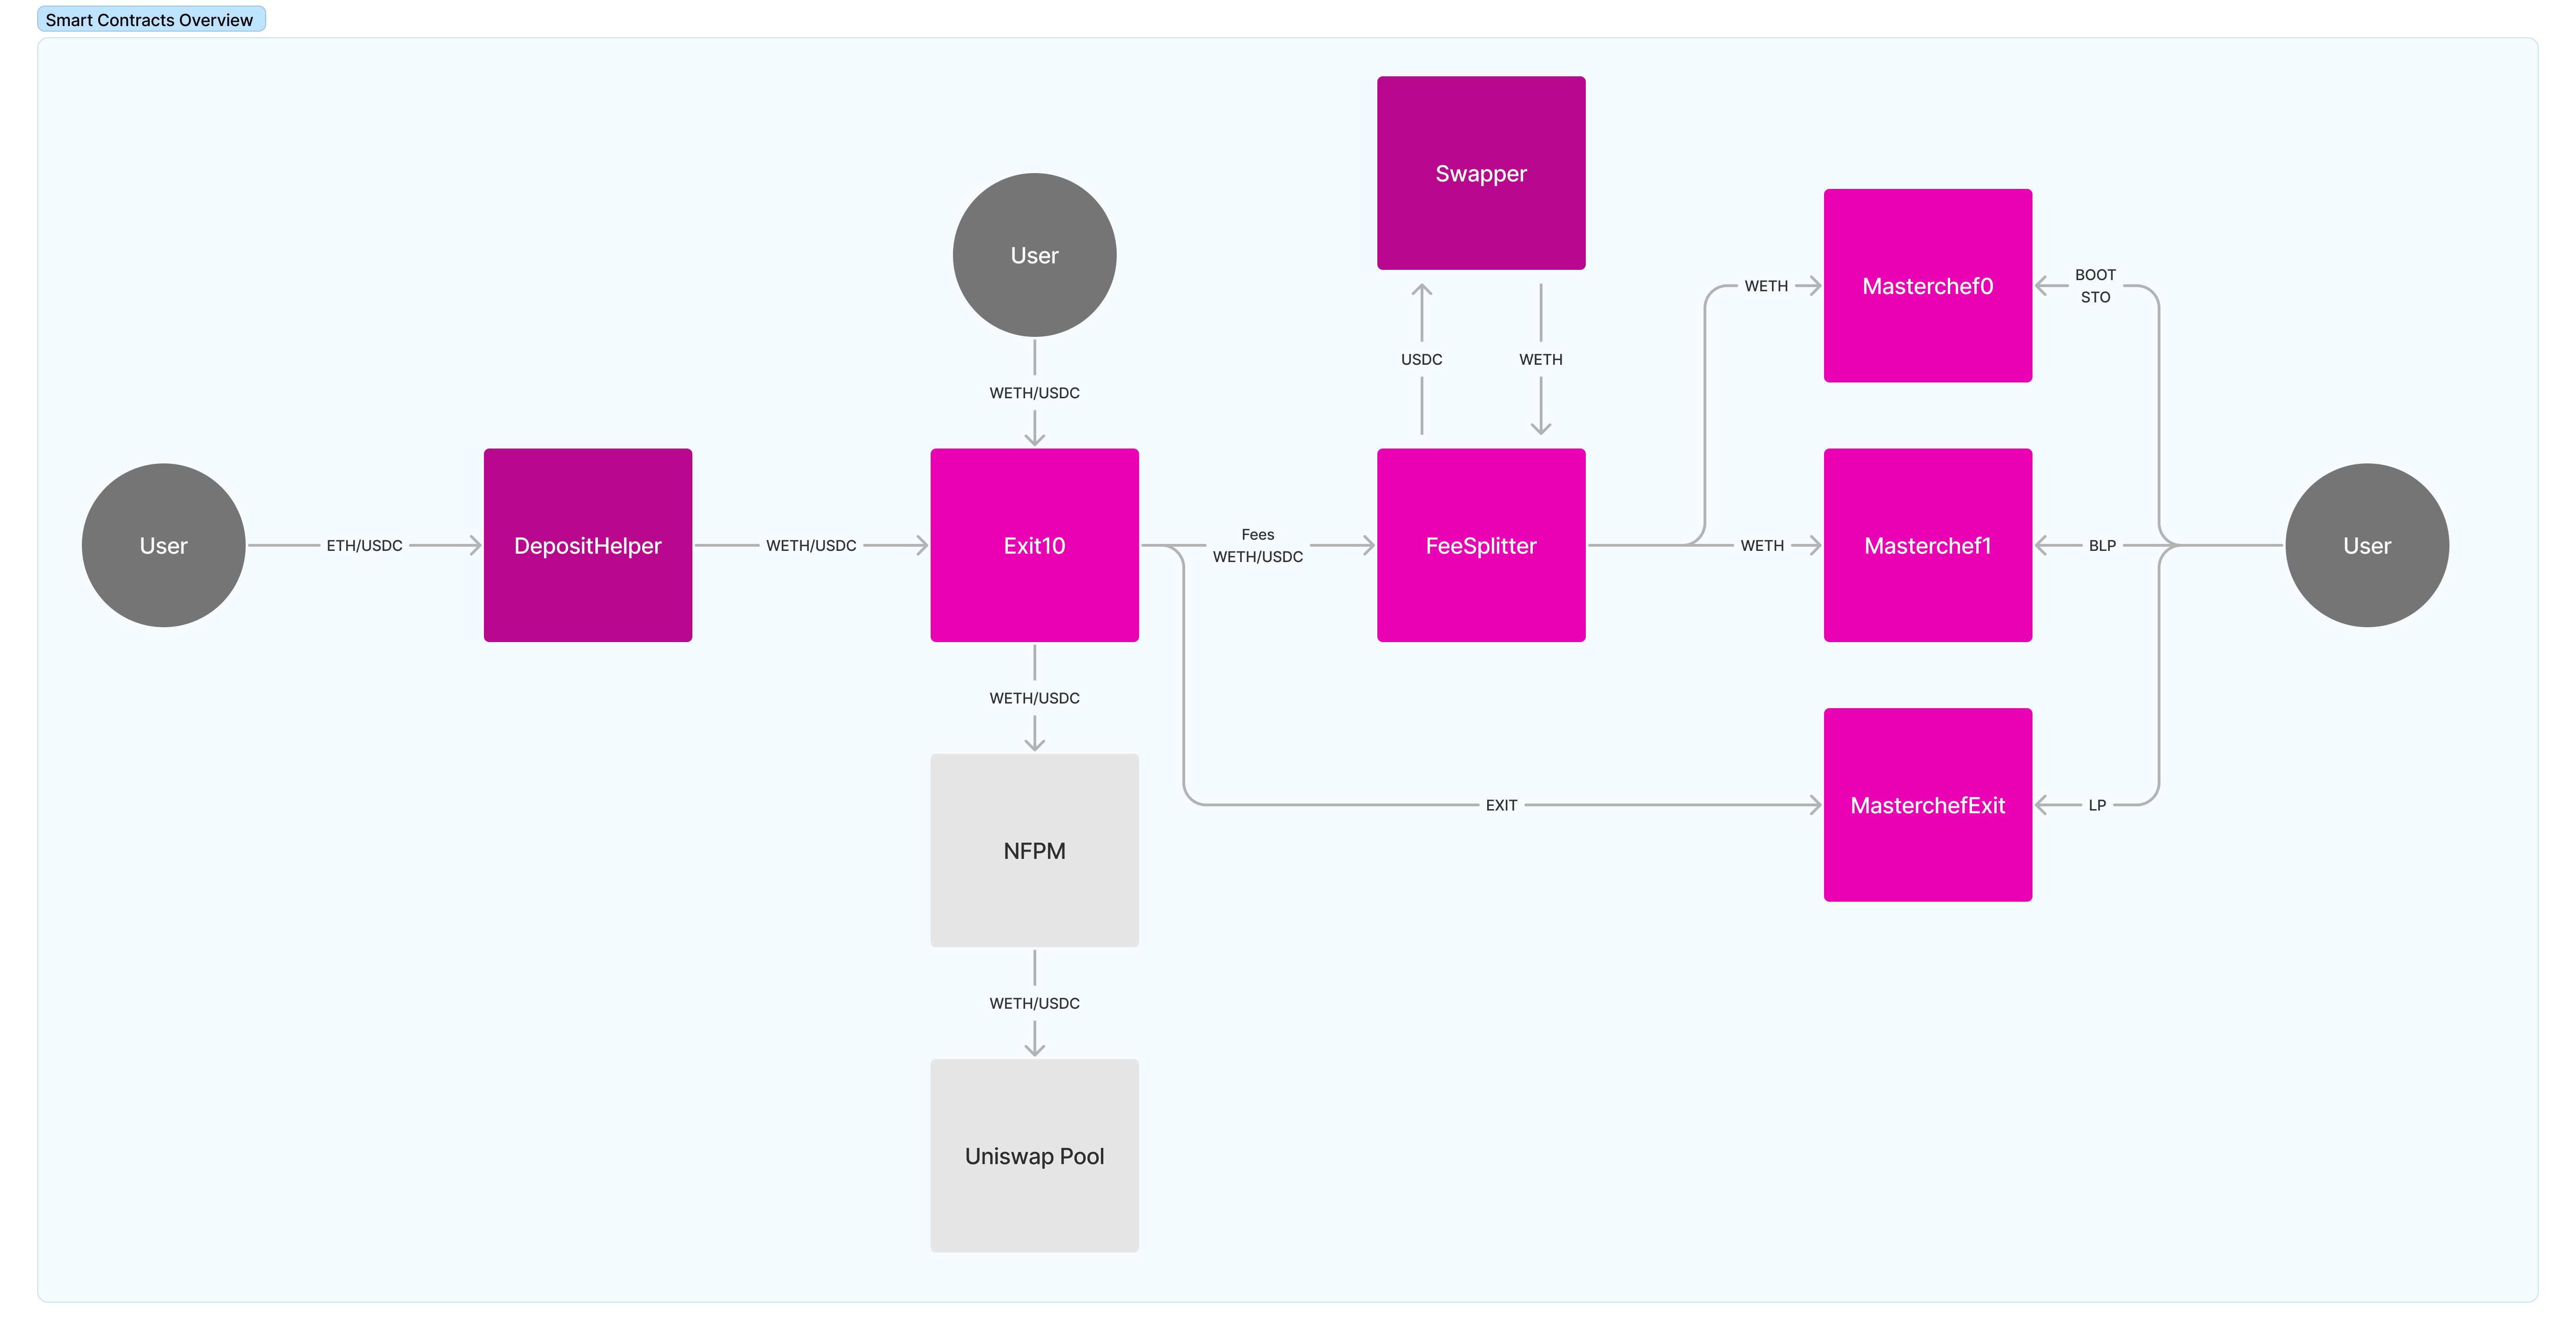 Smart Contracts Overview
Swapper
User
Masterchef0
WETH
BOOT
STO
USDC
WETH
WETH/USDC
User
ETH/USDC
DepositHelper
WETH/USDC
Exit10
Fees
WETH/USDC
FeeSplitter
WETH
Masterchef1
BLP
User
WETH/USDC
EXIT
MasterchefExit
LP
NFPM
WETH/USDC
Uniswap Pool